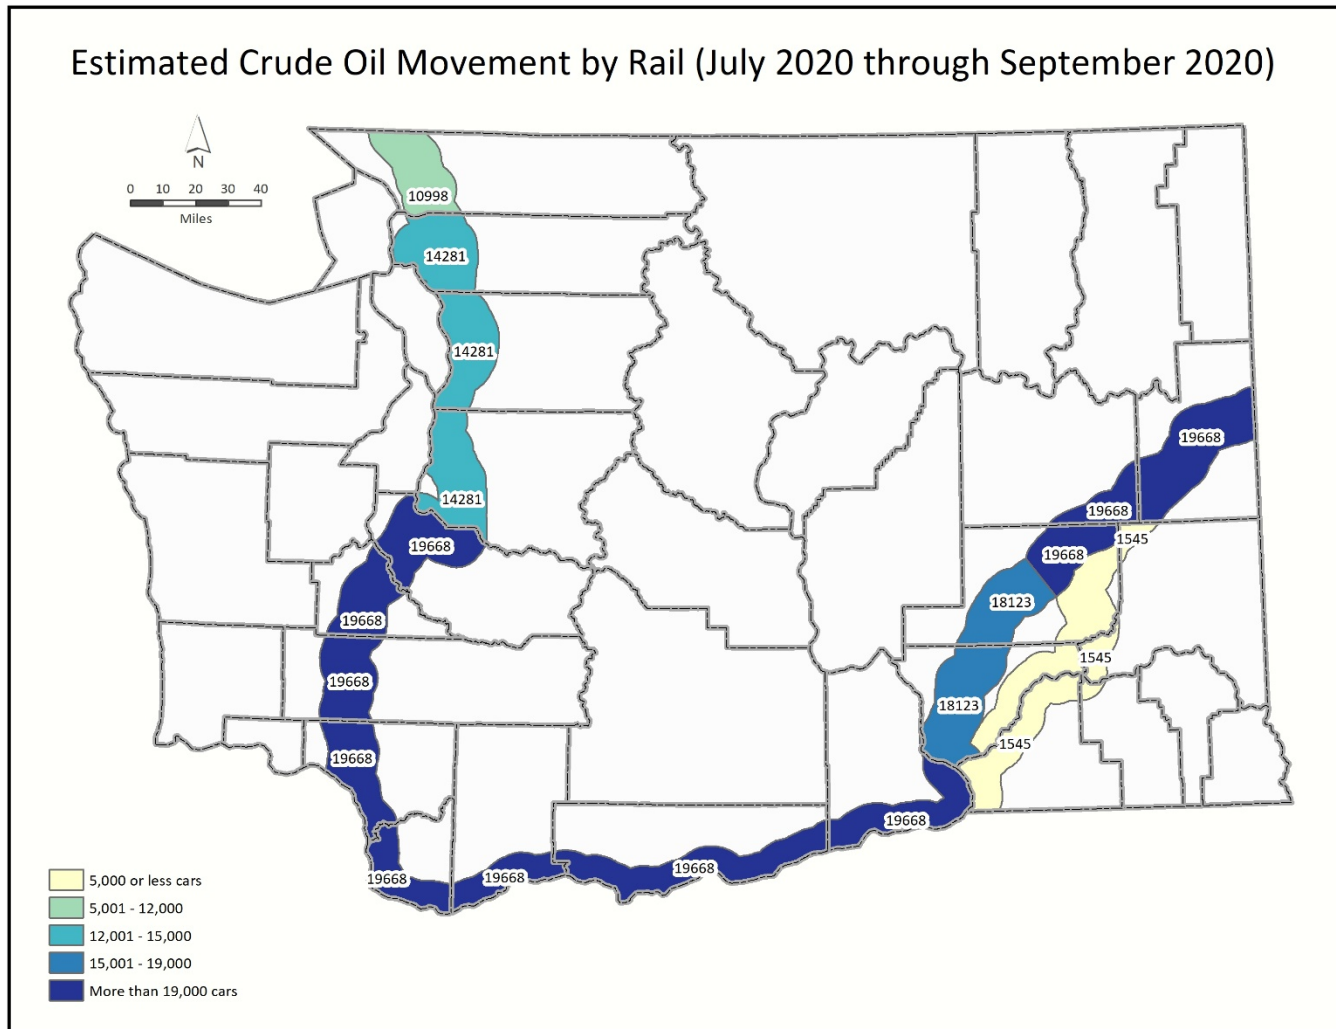 Estimated Crude Oil Movement by Rail (July 2020 through September 2020)
N
0 10 20 30 40
Miles
10998
14281
14281
14281
19668
19668
19668
19668
19668
19668
19668
19668
19668
19668
19668
1545
18123
1545
18123
1545
5,000 or less cars
5,001 - 12,000
12,001 - 15,000
15,001 - 19,000
More than 19,000 cars